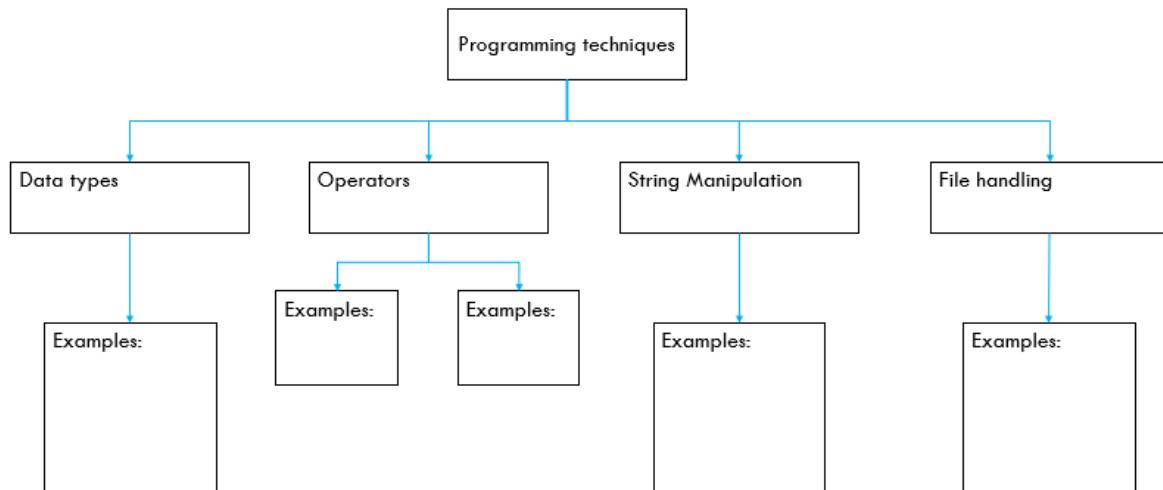 Programming techniques
Data types
Operators
String Manipulation
File handling
Examples:
Examples:
Examples:
Examples:
Examples: